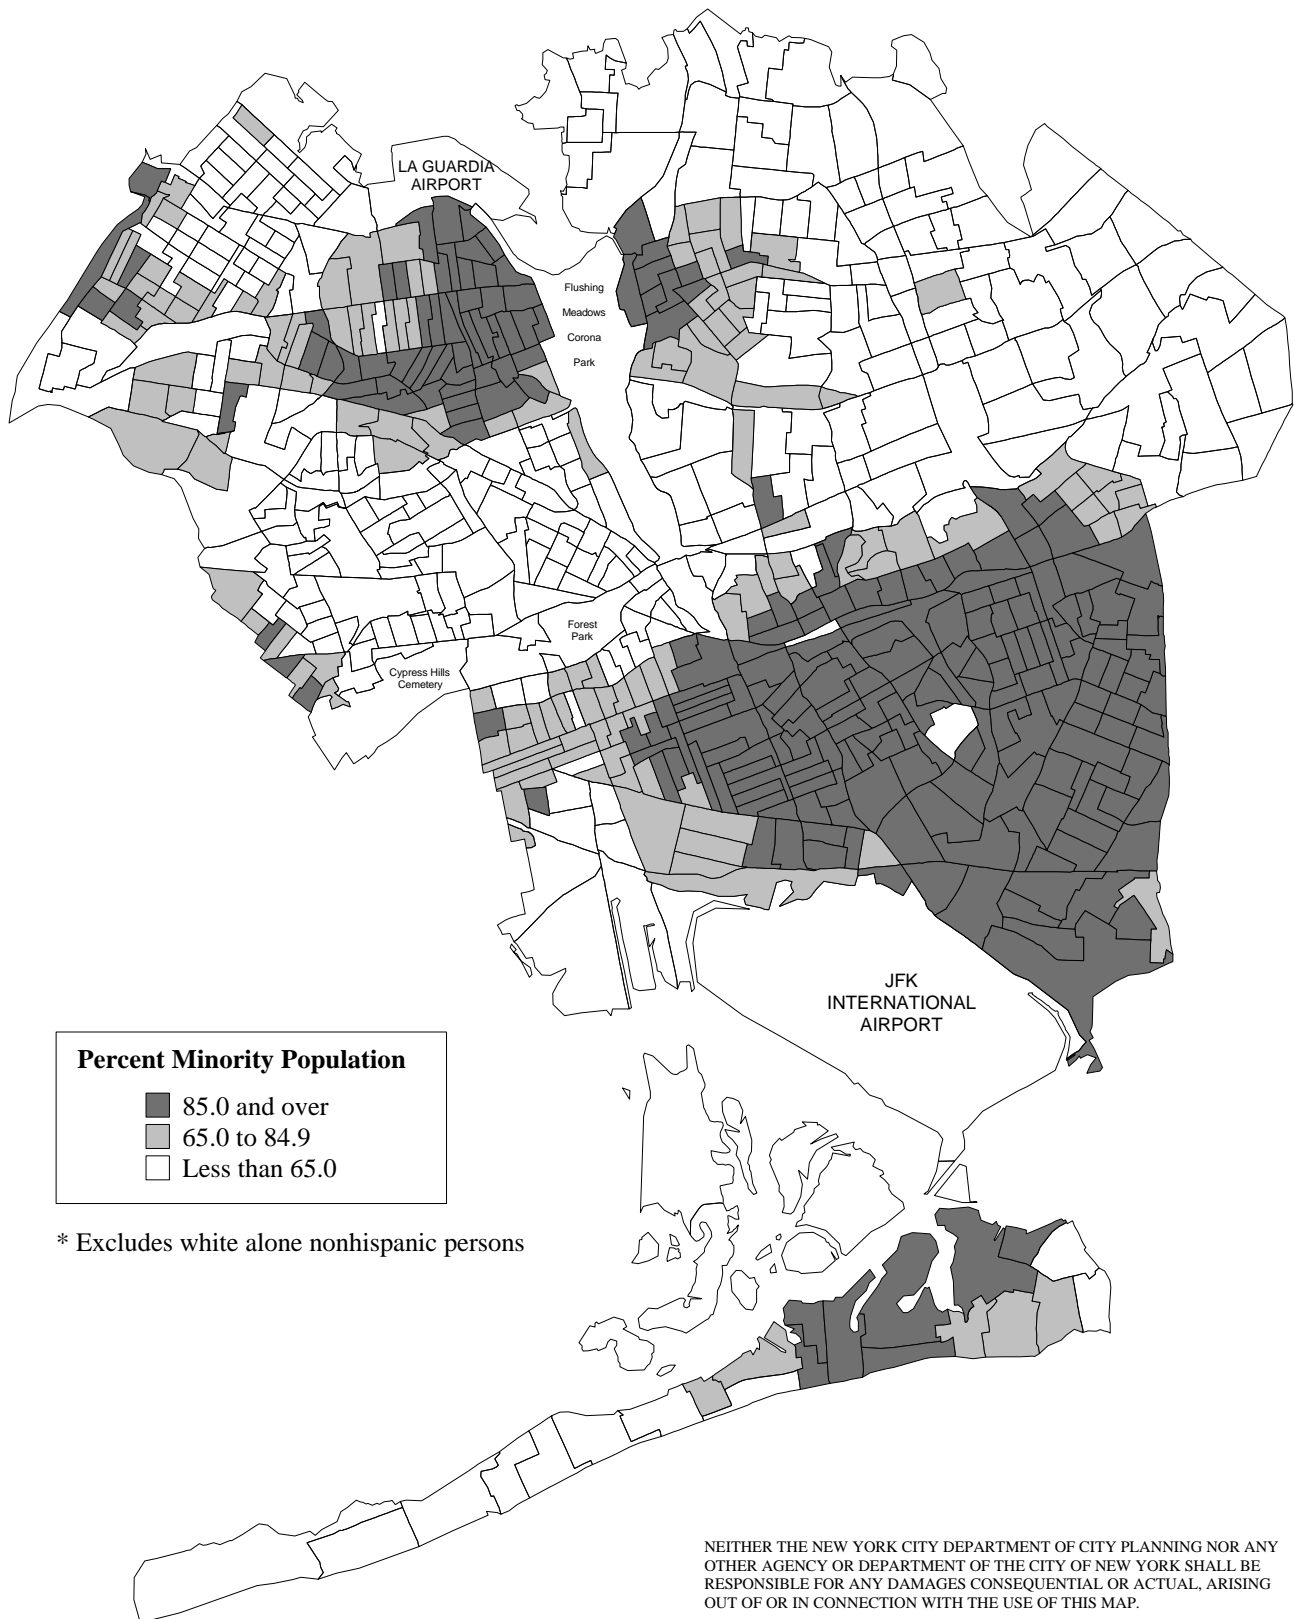 LA GUARDIA
AIRPORT
Flushing
Meadows
Corona
Park
Forest
Park
Cypress Hills
Cemetery
JFK
INTERNATIONAL
AIRPORT
Percent Minority Population
85.0 and over
65.0 to 84.9
Less than 65.0
* Excludes white alone nonhispanic persons
NEITHER THE NEW YORK CITY DEPARTMENT OF CITY PLANNING NOR ANY
OTHER AGENCY OR DEPARTMENT OF THE CITY OF NEW YORK SHALL BE
RESPONSIBLE FOR ANY DAMAGES CONSEQUENTIAL OR ACTUAL, ARISING
OUT OF OR IN CONNECTION WITH THE USE OF THIS MAP.